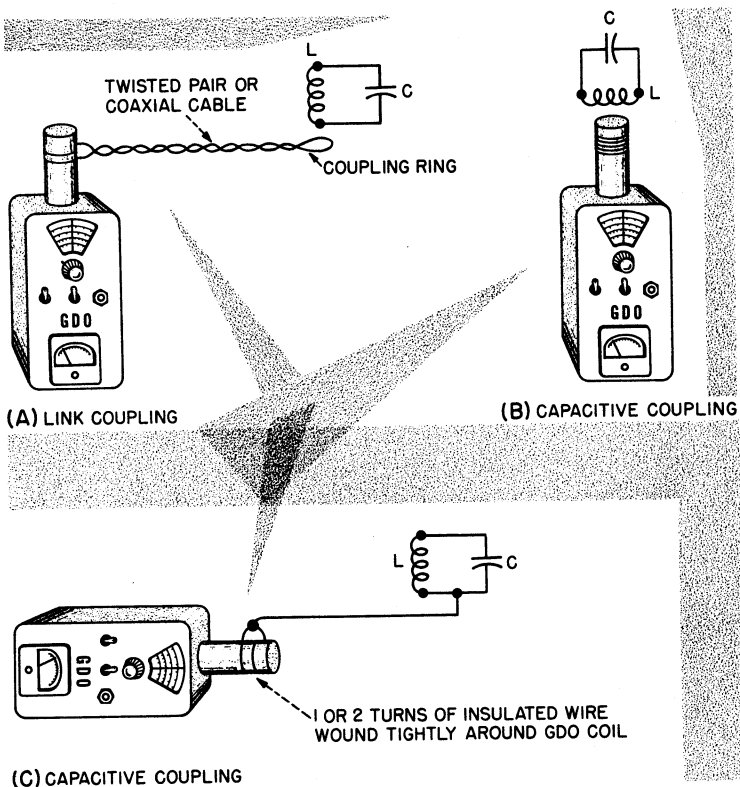 L
C
TWISTED PAIR OR
COAXIAL CABLE
COUPLING RING
GDO
(A) LINK COUPLING
C
L
GDO
(B) CAPACITIVE COUPLING
L
C
GDO
1 OR 2 TURNS OF INSULATED WIRE
WOUND TIGHTLY AROUND GDO COIL
(C) CAPACITIVE COUPLING